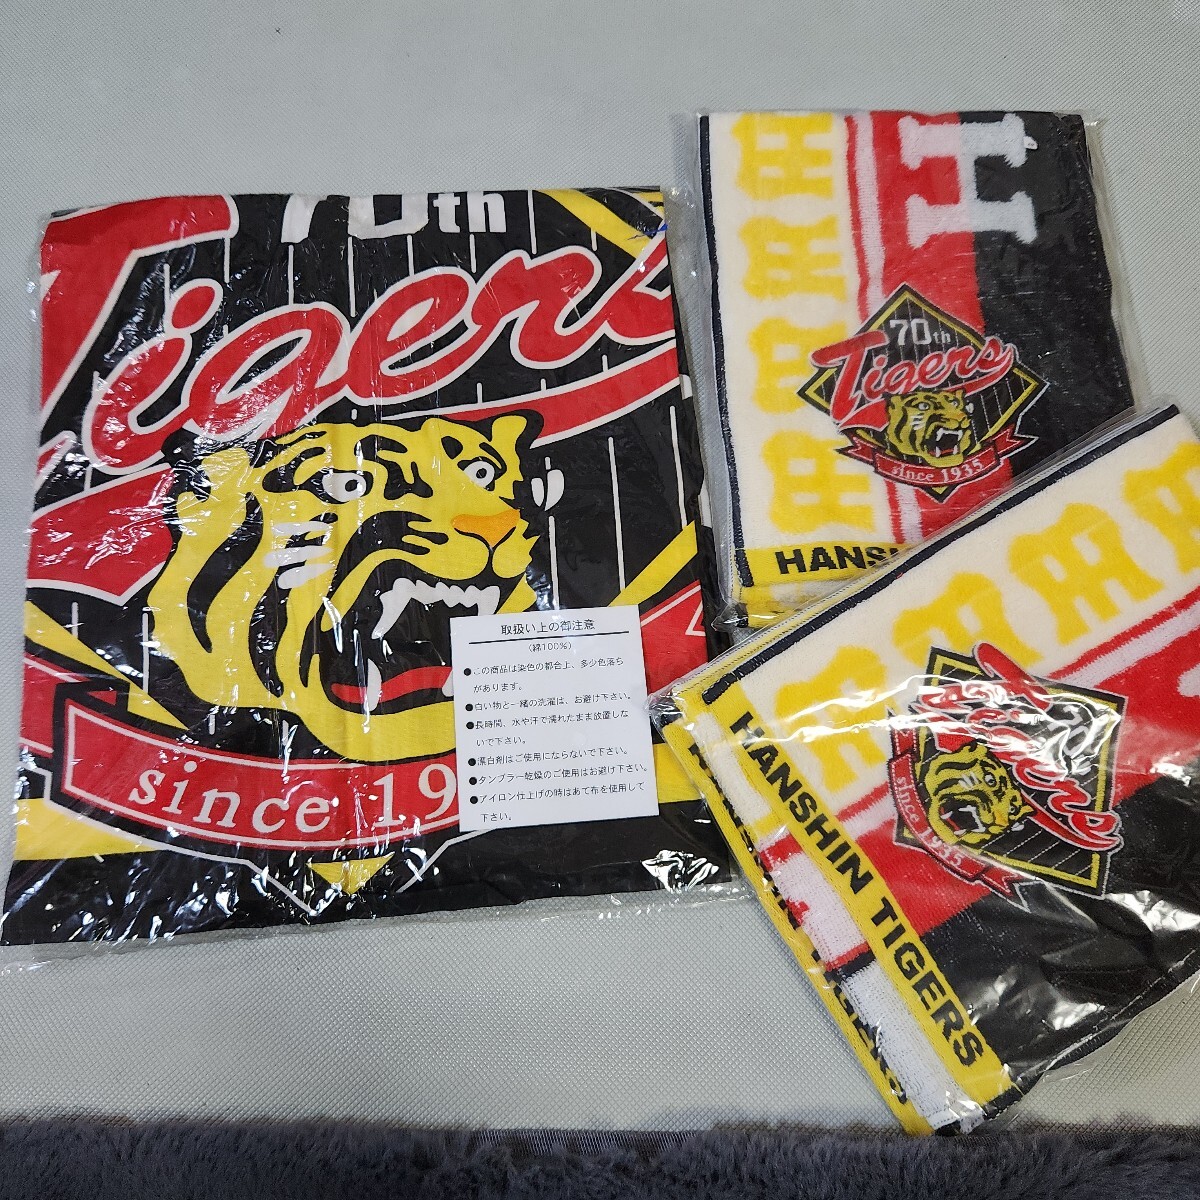 70th
Tigers
since 19
取扱い上の御注意
(綿100%)
●この商品は染色の都合上、多少色落ち
があります。
●白い物と一緒の洗濯は、お避け下さい。
●長時間、水や汗で濡れたまま放置しな
いで下さい。
●漂白剤はご使用にならないで下さい。
●タンブラー乾燥のご使用はお避け下さい。
●アイロン仕上げの時はあて布を使用して
下さい。
H
70th
Tigers
since 1935
HANSHI
Tigers
since 1935
HANSHIN TIGERS